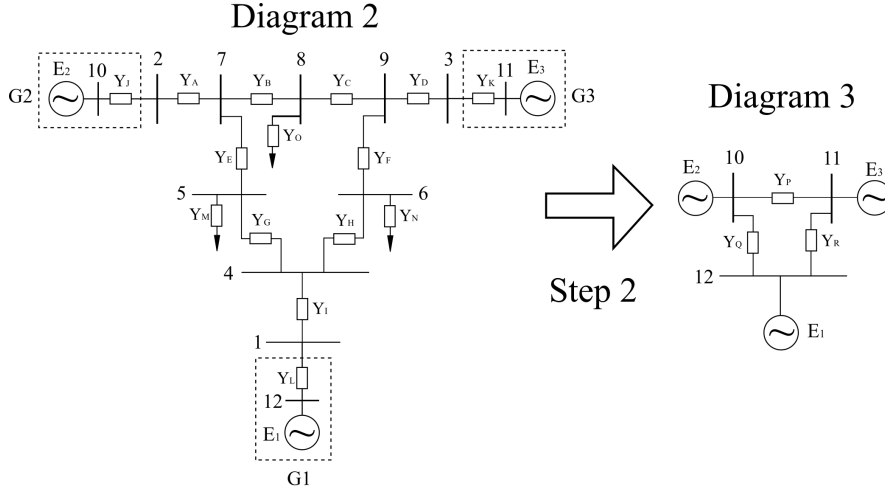 Diagram 2
E2 10 YJ 2 YA 7 YB 8 YC 9 YD 3 YK 11 E3
G2 G3
YO
YE YF
5 6
YM YG YH YN
4
YI
1
YL
12
E1
G1
Step 2
Diagram 3
E2 10 11 E3
YP
YQ YR
12
E1